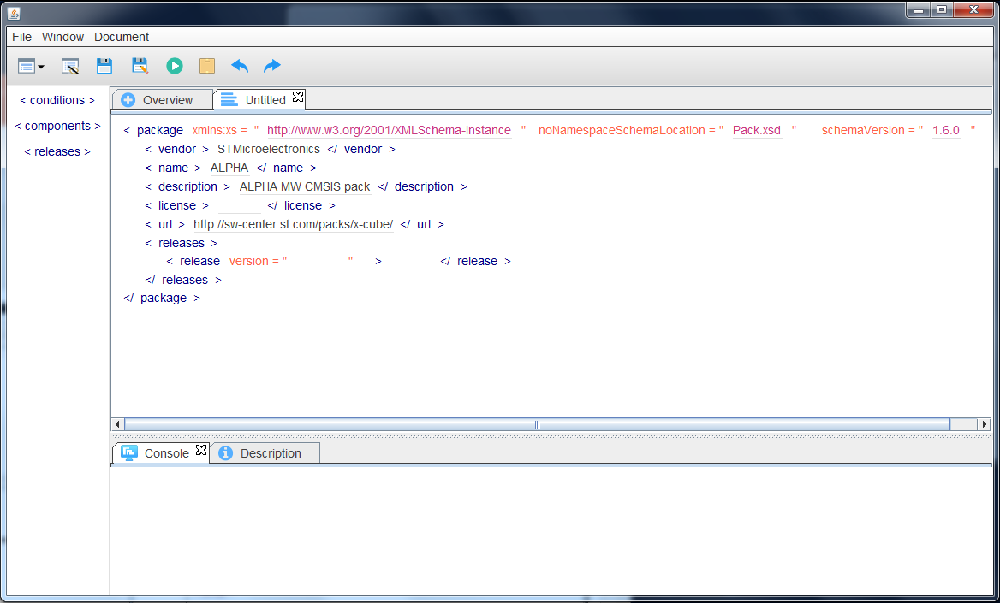 File Window Document
< conditions >
< components >
< releases >
Overview Untitled
< package xmlns:xs = " http://www.w3.org/2001/XMLSchema-instance " noNamespaceSchemaLocation = " Pack.xsd " schemaVersion = " 1.6.0 "
< vendor > STMicroelectronics </ vendor >
< name > ALPHA </ name >
< description > ALPHA MW CMSIS pack </ description >
< license > </ license >
< url > http://sw-center.st.com/packs/x-cube/ </ url >
< releases >
< release version = " " > </ release >
</ releases >
</ package >
Console Description